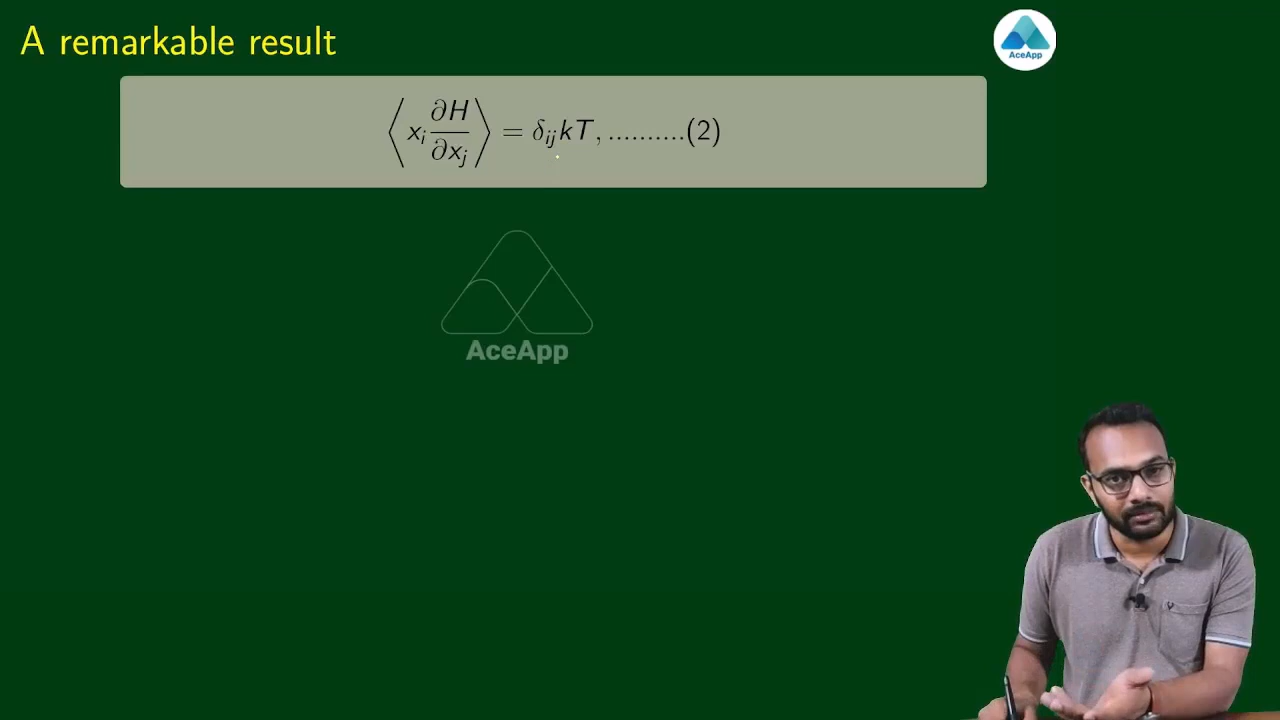 A remarkable result
AceApp
⟨x_i ∂H/∂x_j⟩ = δ_ij kT, ..........(2)
AceApp